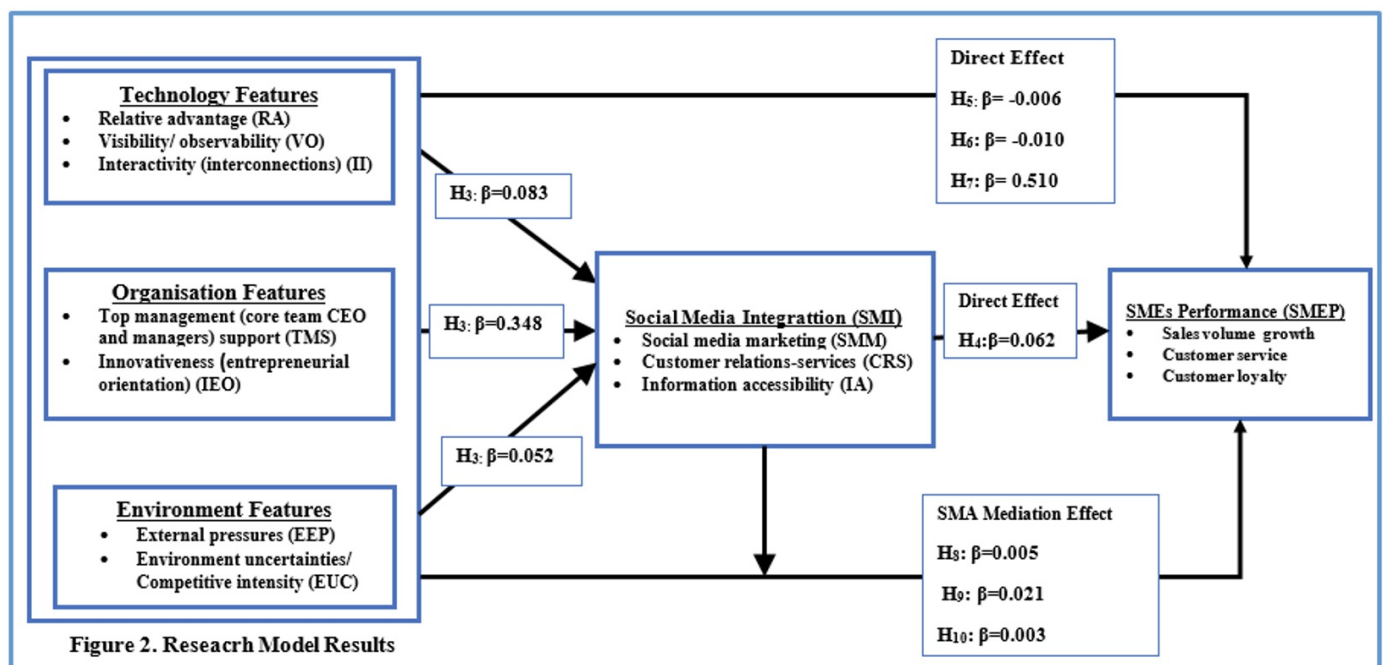 Technology Features
• Relative advantage (RA)
• Visibility/ observability (VO)
• Interactivity (interconnections) (II)
Organisation Features
• Top management (core team CEO
and managers) support (TMS)
• Innovativeness (entrepreneurial
orientation) (IEO)
Environment Features
• External pressures (EEP)
• Environment uncertainties/
Competitive intensity (EUC)
H3: β=0.083
H3: β=0.348
H3: β=0.052
Social Media Integrattion (SMI)
• Social media marketing (SMM)
• Customer relations-services (CRS)
• Information accessibility (IA)
Direct Effect
H5: β= -0.006
H6: β= -0.010
H7: β= 0.510
Direct Effect
H4:β=0.062
SMEs Performance (SMEP)
• Sales volume growth
• Customer service
• Customer loyalty
SMA Mediation Effect
H8: β=0.005
H9: β=0.021
H10: β=0.003
Figure 2. Reseacrh Model Results